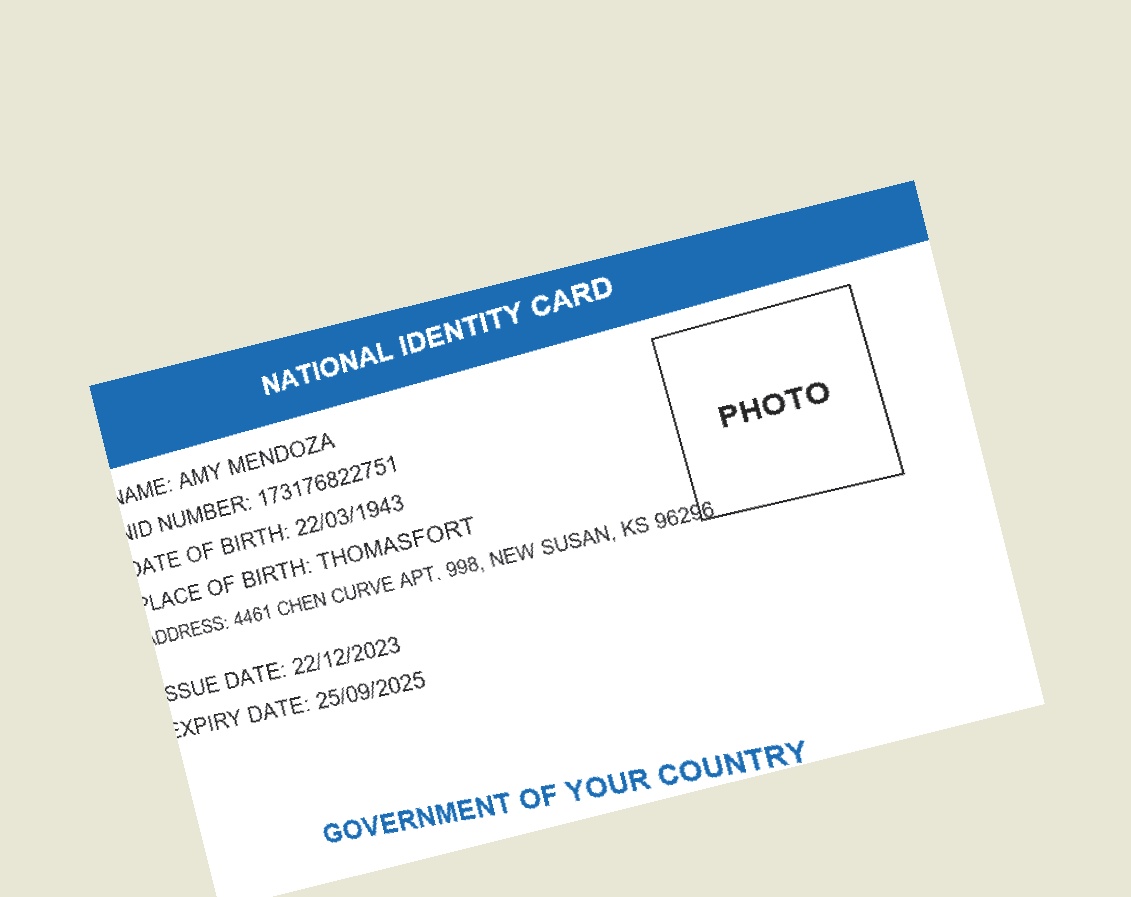 NATIONAL IDENTITY CARD
NAME: AMY MENDOZA
NID NUMBER: 173176822751
DATE OF BIRTH: 22/03/1943
PLACE OF BIRTH: THOMASFORT
ADDRESS: 4461 CHEN CURVE APT. 998, NEW SUSAN, KS 96296
ISSUE DATE: 22/12/2023
EXPIRY DATE: 25/09/2025
PHOTO
GOVERNMENT OF YOUR COUNTRY